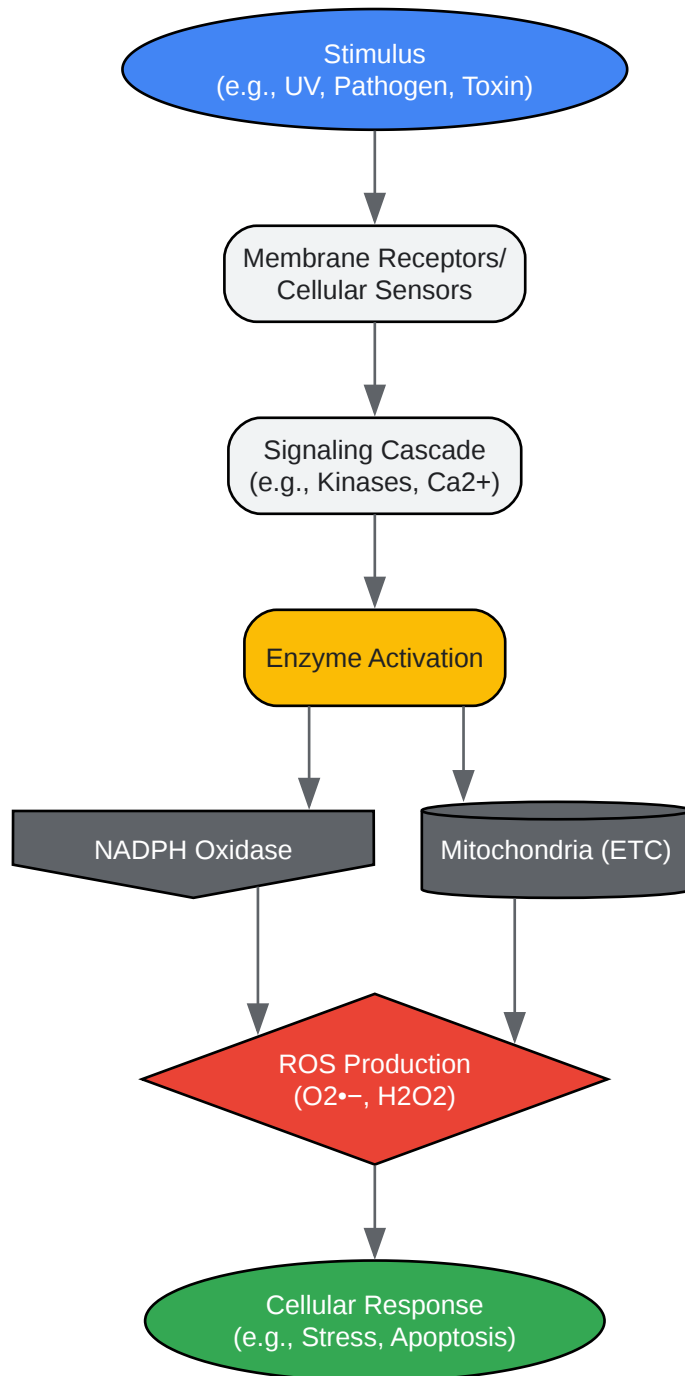 Stimulus
(e.g., UV, Pathogen, Toxin)
Membrane Receptors/
Cellular Sensors
Signaling Cascade
(e.g., Kinases, Ca2+)
Enzyme Activation
NADPH Oxidase
Mitochondria (ETC)
ROS Production
(O2•−, H2O2)
Cellular Response
(e.g., Stress, Apoptosis)